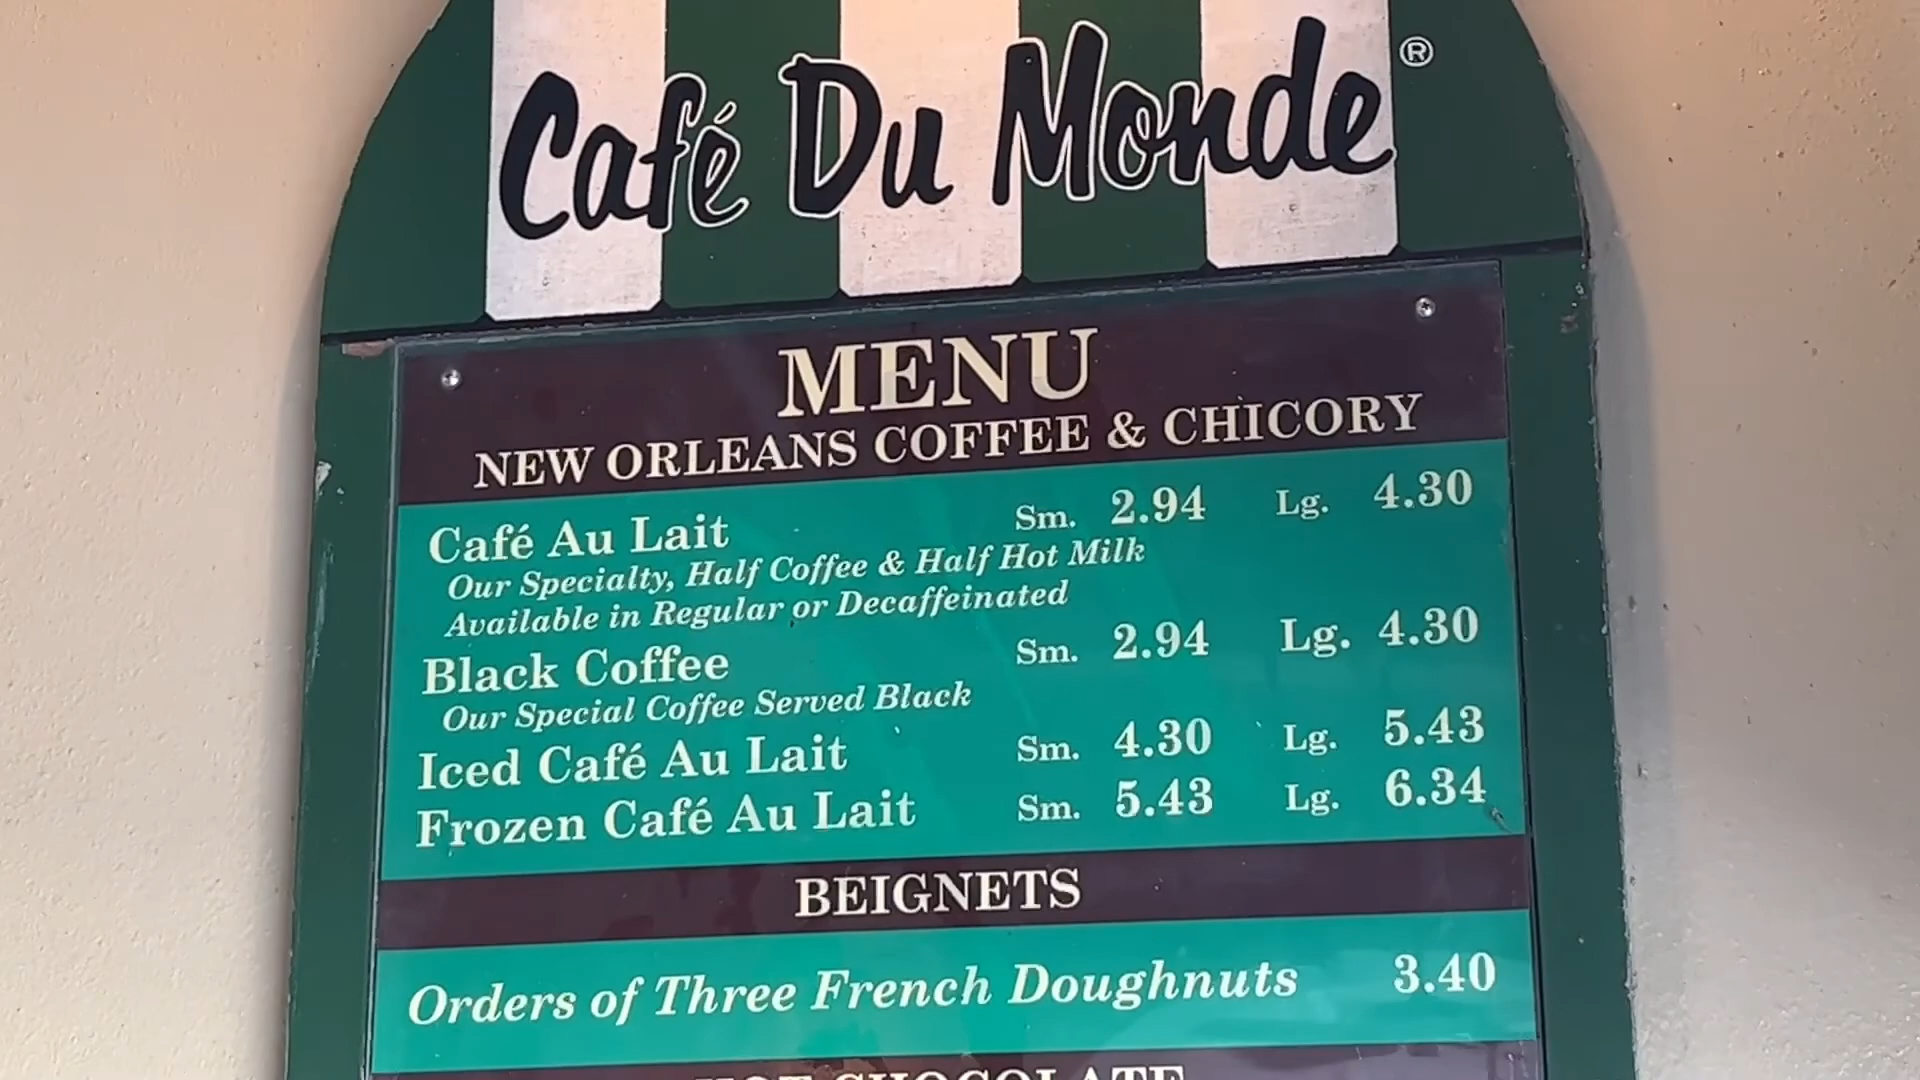 Café Du Monde®
MENU
NEW ORLEANS COFFEE & CHICORY
Café Au Lait Sm. 2.94 Lg. 4.30
Our Specialty, Half Coffee & Half Hot Milk
Available in Regular or Decaffeinated
Black Coffee Sm. 2.94 Lg. 4.30
Our Special Coffee Served Black
Iced Café Au Lait Sm. 4.30 Lg. 5.43
Frozen Café Au Lait Sm. 5.43 Lg. 6.34
BEIGNETS
Orders of Three French Doughnuts 3.40
HOT CHOCOLATE